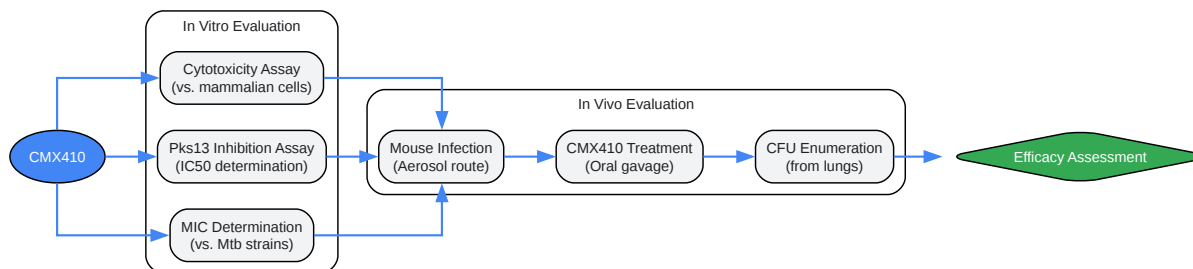 In Vitro Evaluation
Cytotoxicity Assay
(vs. mammalian cells)
In Vivo Evaluation
CMX410
Pks13 Inhibition Assay
(IC50 determination)
Mouse Infection
(Aerosol route)
CMX410 Treatment
(Oral gavage)
CFU Enumeration
(from lungs)
Efficacy Assessment
MIC Determination
(vs. Mtb strains)